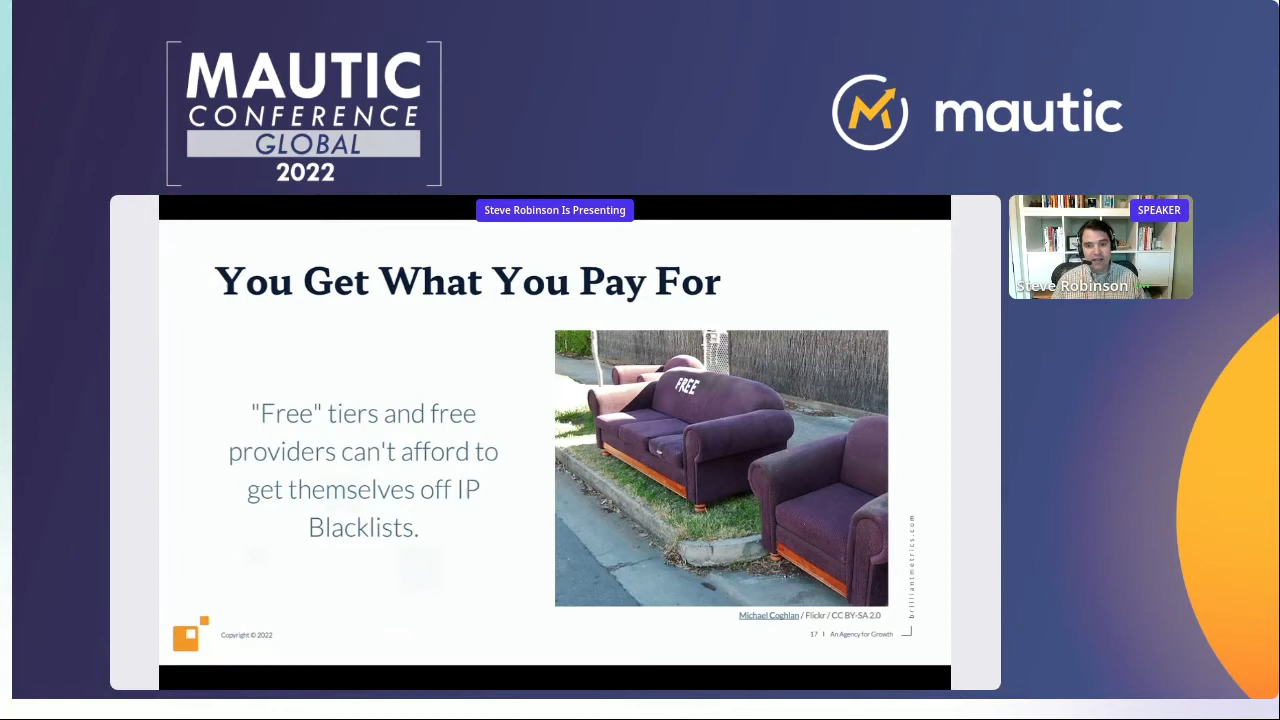 MAUTIC
CONFERENCE
GLOBAL
2022
mautic
Steve Robinson Is Presenting
SPEAKER
Steve Robinson
You Get What You Pay For
"Free" tiers and free
providers can't afford to
get themselves off IP
Blacklists.
FREE
Michael Coghlan / Flickr / CC BY-SA 2.0
brilliantmetrics.com
Copyright © 2022
17 | An Agency for Growth